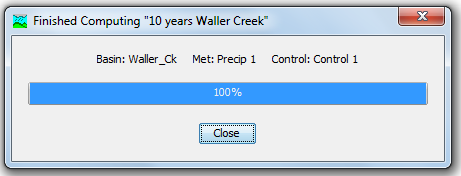 Finished Computing "10 years Waller Creek"
Basin: Waller_Ck Met: Precip 1 Control: Control 1
100%
Close